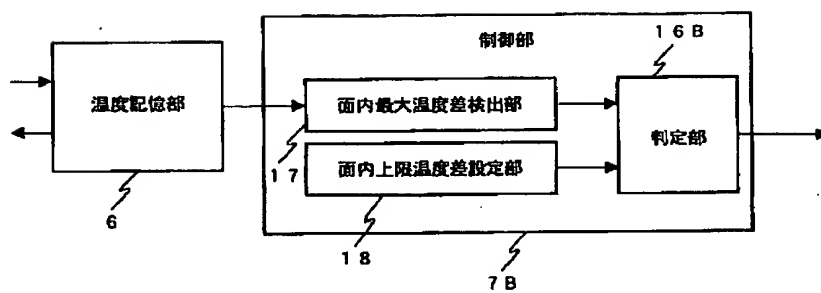 制御部
１６Ｂ
温度記憶部
面内最大温度差検出部
判定部
１７
面内上限温度差設定部
６
１８
７Ｂ